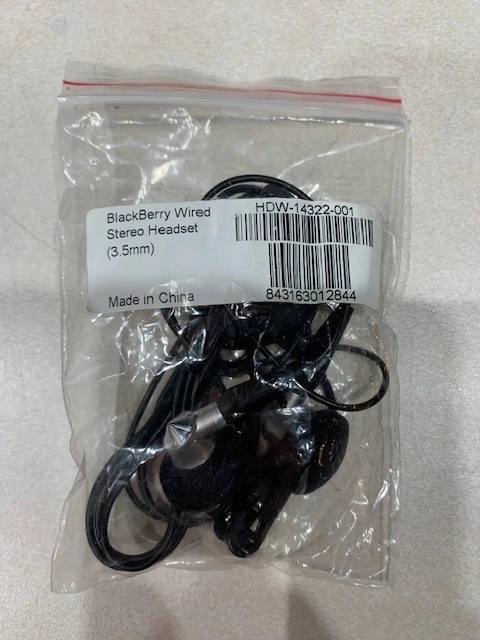 BlackBerry Wired
Stereo Headset
(3.5mm)
Made in China
HDW-14322-001
843163012844